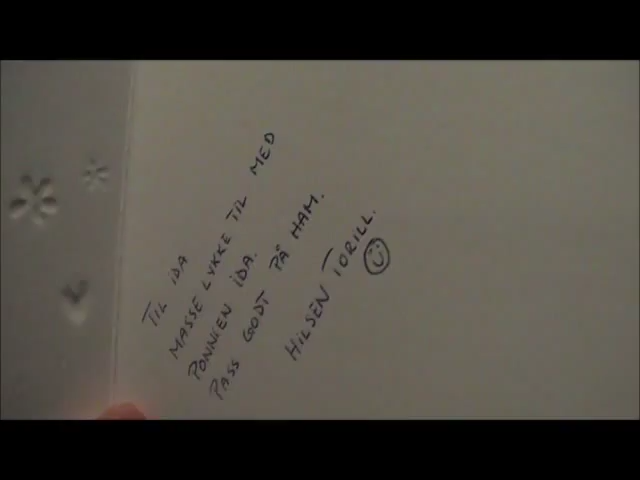 TIL IDA
MASSE LYKKE TIL MED
PONNIEN IDA.
PASS GODT PÅ HAM.
HILSEN TORILL.